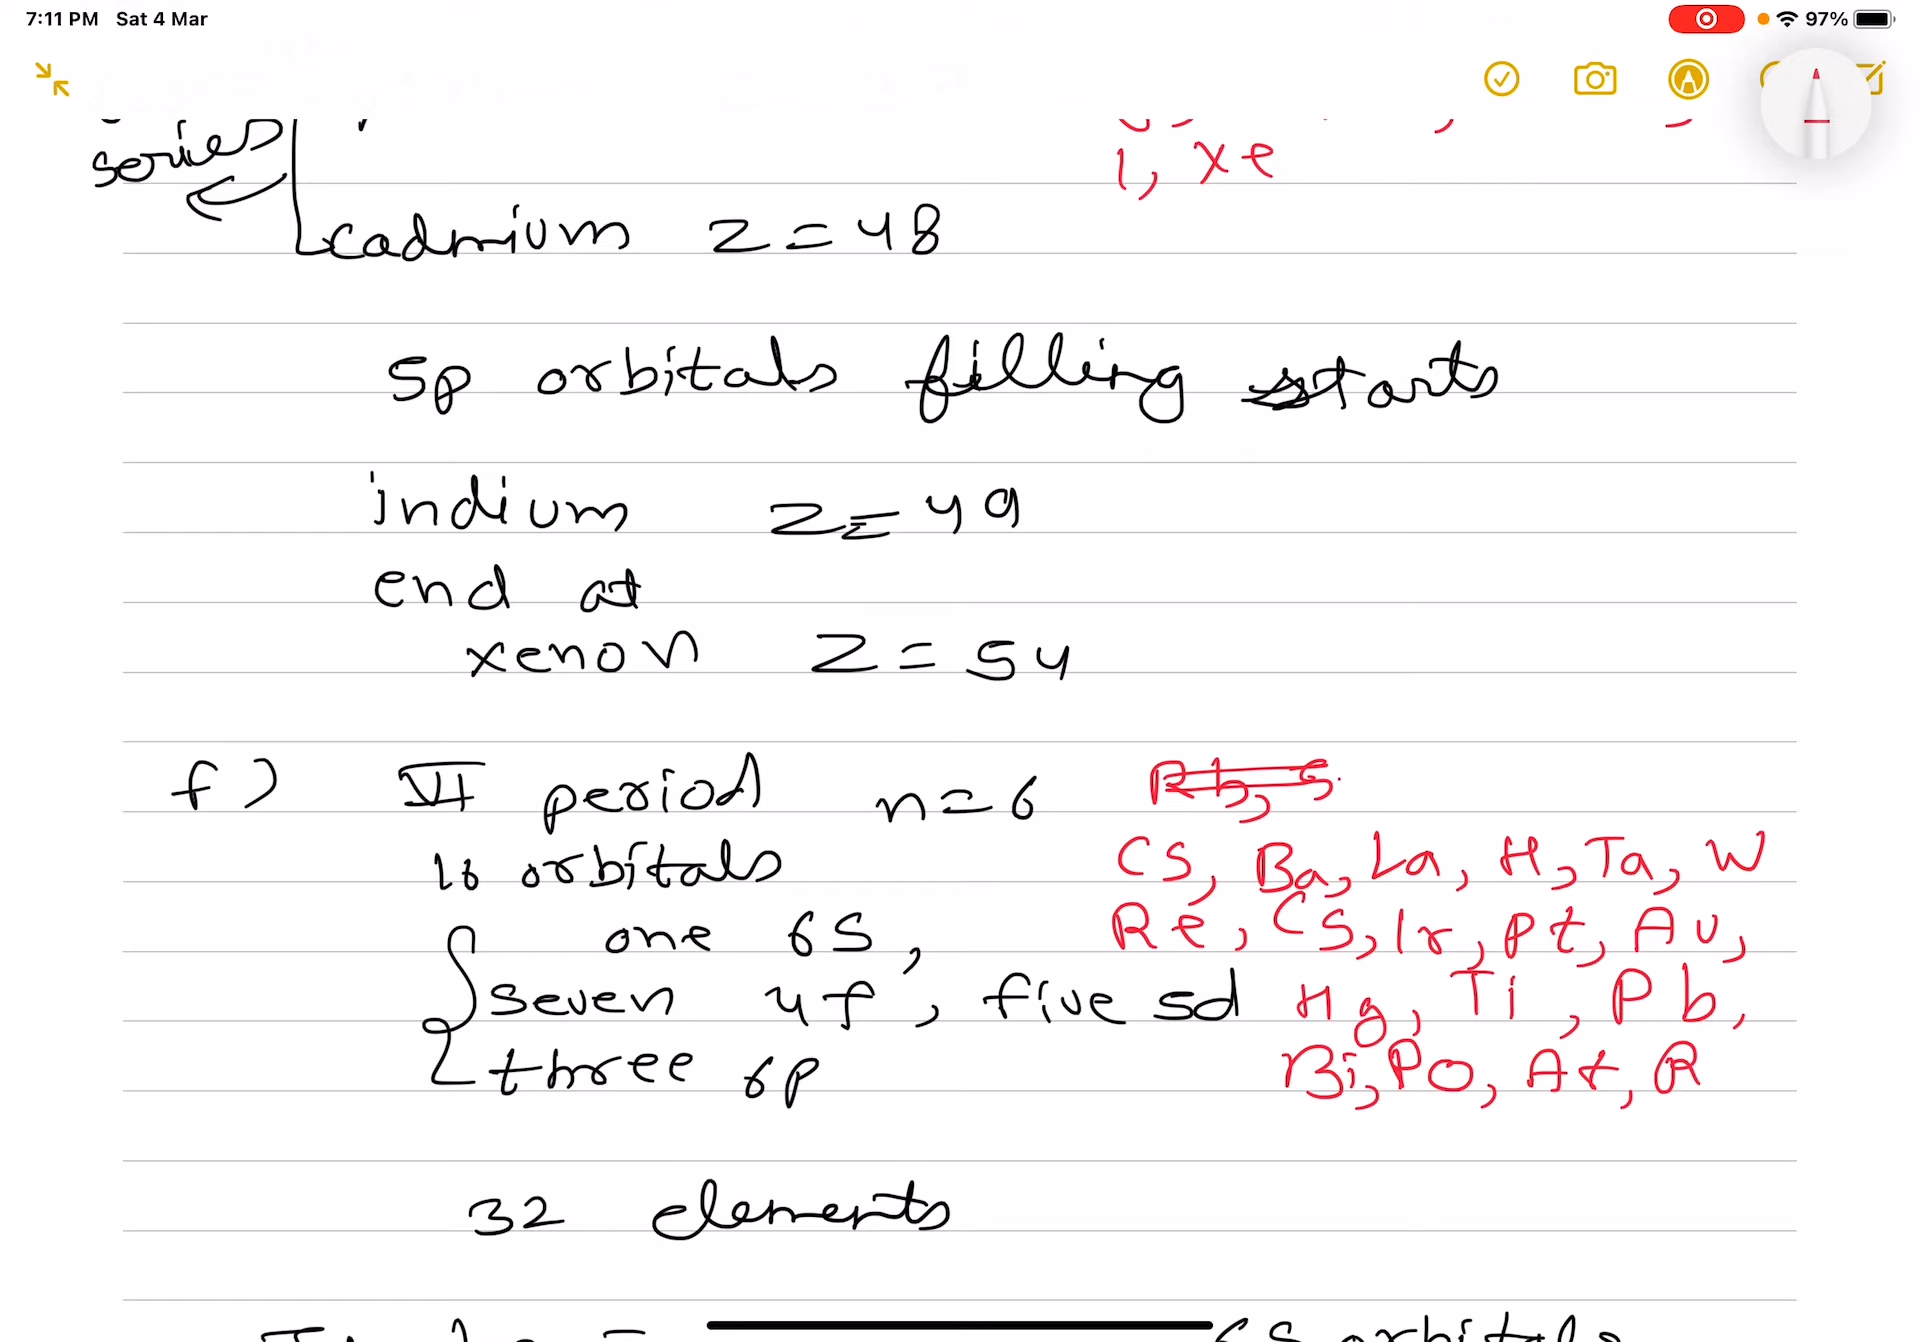 7:11 PM Sat 4 Mar 97%
series
I, Xe
cadmium Z = 48
5p orbitals filling starts
indium Z = 49
end at
xenon Z = 54
f) VI period n = 6 Rb, S
16 orbitals Cs, Ba, La, H, Ta, W
one 6s, Re, Cs, Ir, Pt, Au,
seven 4f, five 5d Hg, Ti, Pb,
three 6p Bi, Po, At, R
32 elements